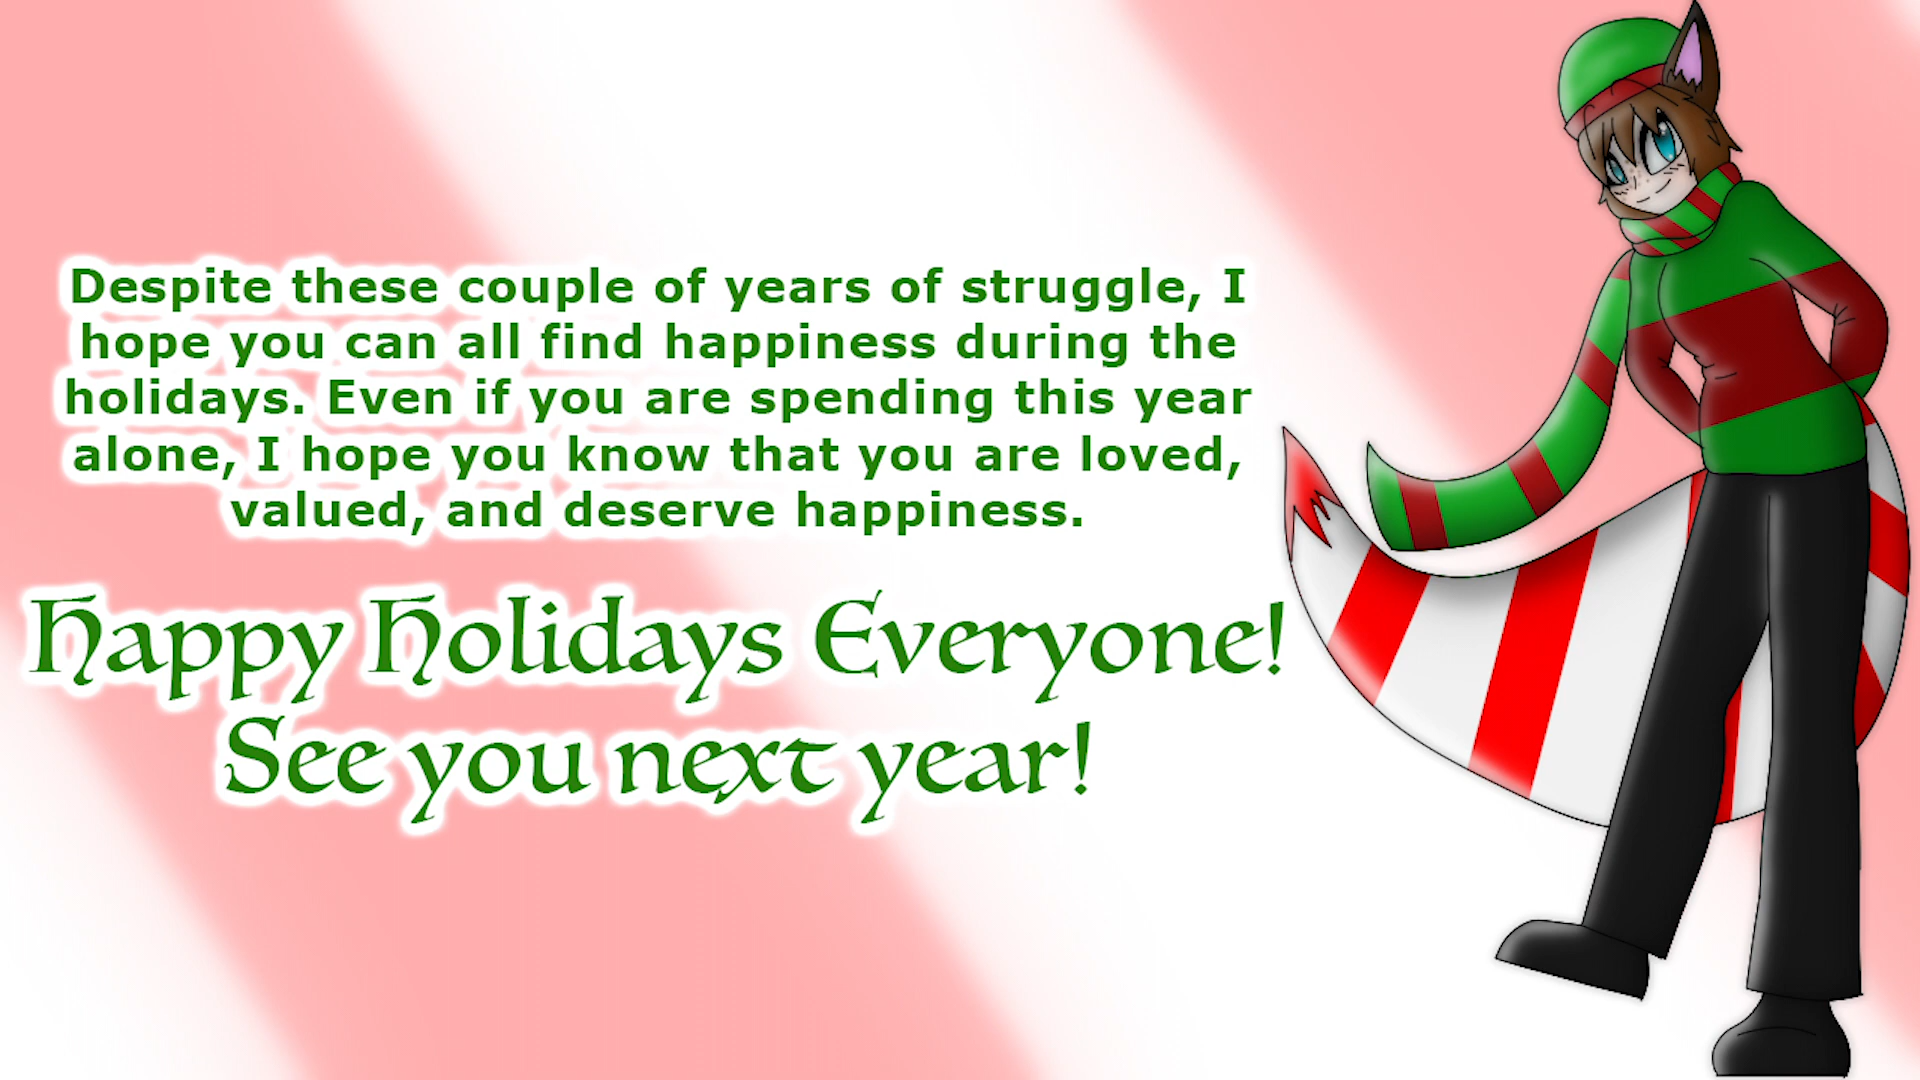 Despite these couple of years of struggle, I
hope you can all find happiness during the
holidays. Even if you are spending this year
alone, I hope you know that you are loved,
valued, and deserve happiness.
Happy Holidays Everyone!
See you next year!